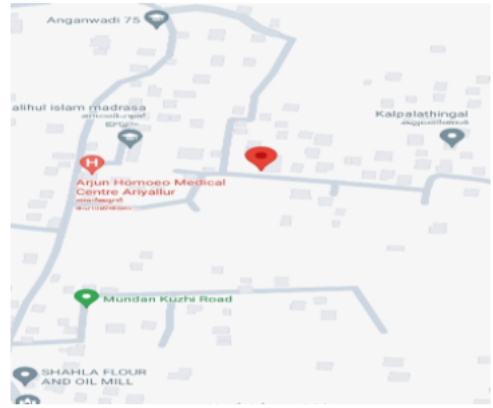 Anganwadi 75
alihul islam madrasa
Kalpalathingal
Arjun Homoeo Medical
Centre Ariyallur
Mundan Kuzhi Road
SHAHLA FLOUR
AND OIL MILL